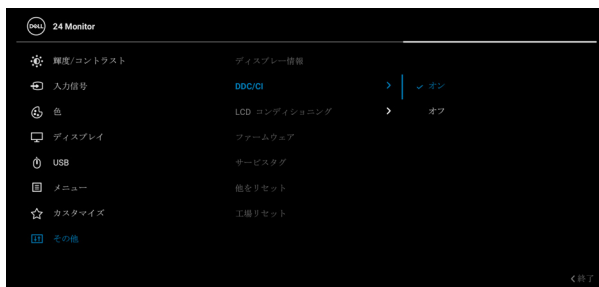 DELL 24 Monitor
輝度/コントラスト ディスプレー情報
入力信号 DDC/CI オン
色 LCD コンディショニング オフ
ディスプレイ ファームウェア
USB サービスタグ
メニュー 他をリセット
カスタマイズ 工場リセット
その他
終了